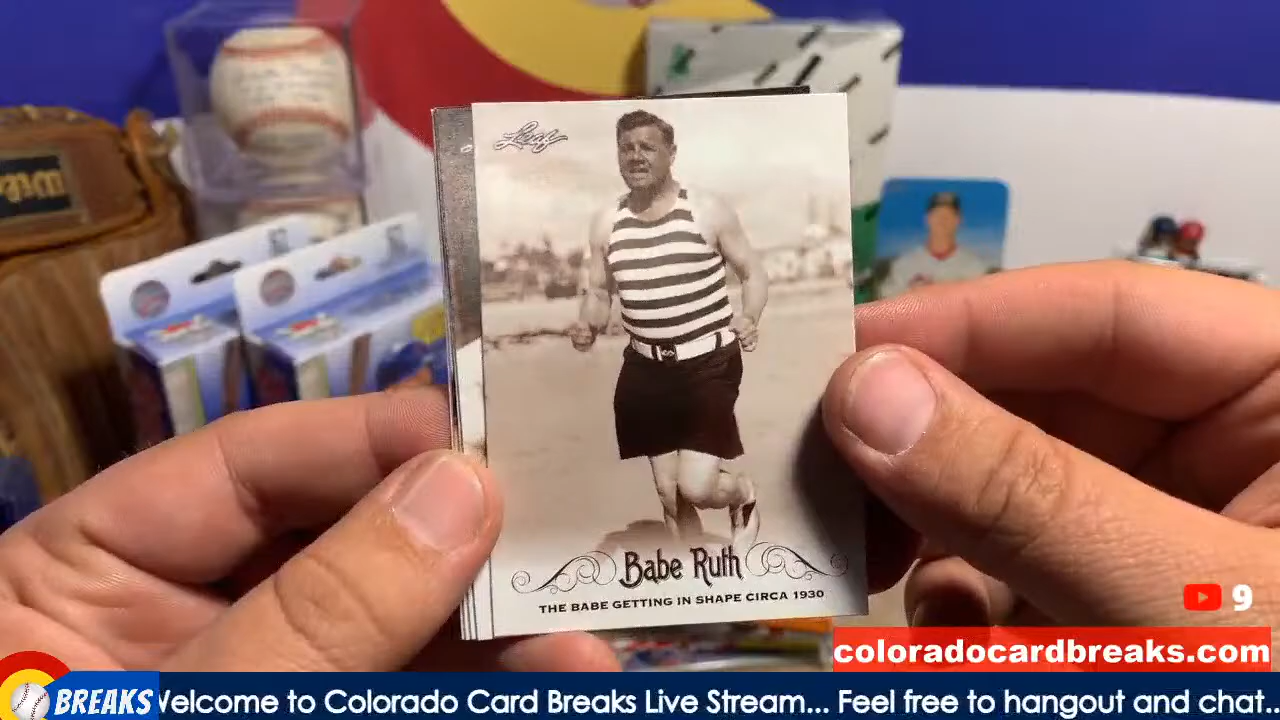 Leaf
Babe Ruth
THE BABE GETTING IN SHAPE CIRCA 1930
9
coloradocardbreaks.com
BREAKS
Welcome to Colorado Card Breaks Live Stream... Feel free to hangout and chat..